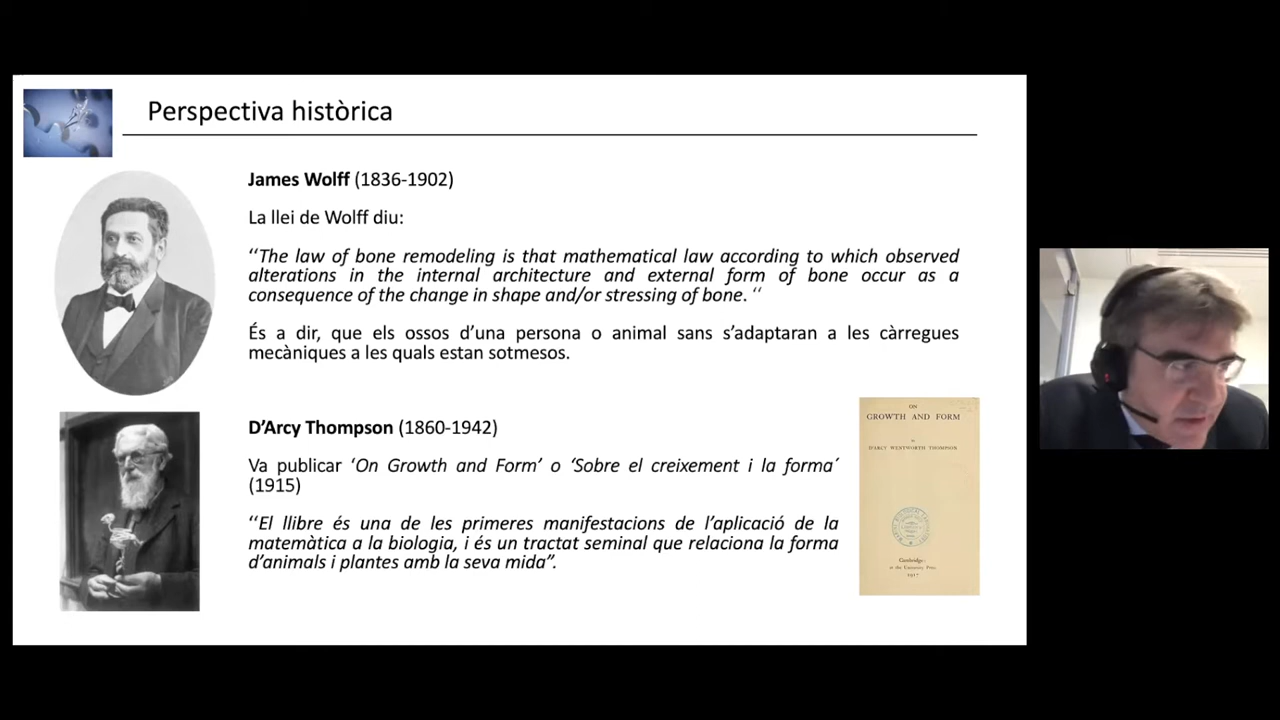 Perspectiva històrica
James Wolff (1836-1902)
La llei de Wolff diu:
‘‘The law of bone remodeling is that mathematical law according to which observed
alterations in the internal architecture and external form of bone occur as a
consequence of the change in shape and/or stressing of bone. ‘‘
És a dir, que els ossos d’una persona o animal sans s’adaptaran a les càrregues
mecàniques a les quals estan sotmesos.
D’Arcy Thompson (1860-1942)
Va publicar ‘On Growth and Form’ o ‘Sobre el creixement i la forma´
(1915)
‘‘El llibre és una de les primeres manifestacions de l’aplicació de la
matemàtica a la biologia, i és un tractat seminal que relaciona la forma
d’animals i plantes amb la seva mida”.
ON
GROWTH AND FORM
D'ARCY WENTWORTH THOMPSON
Cambridge:
at the University Press
1917